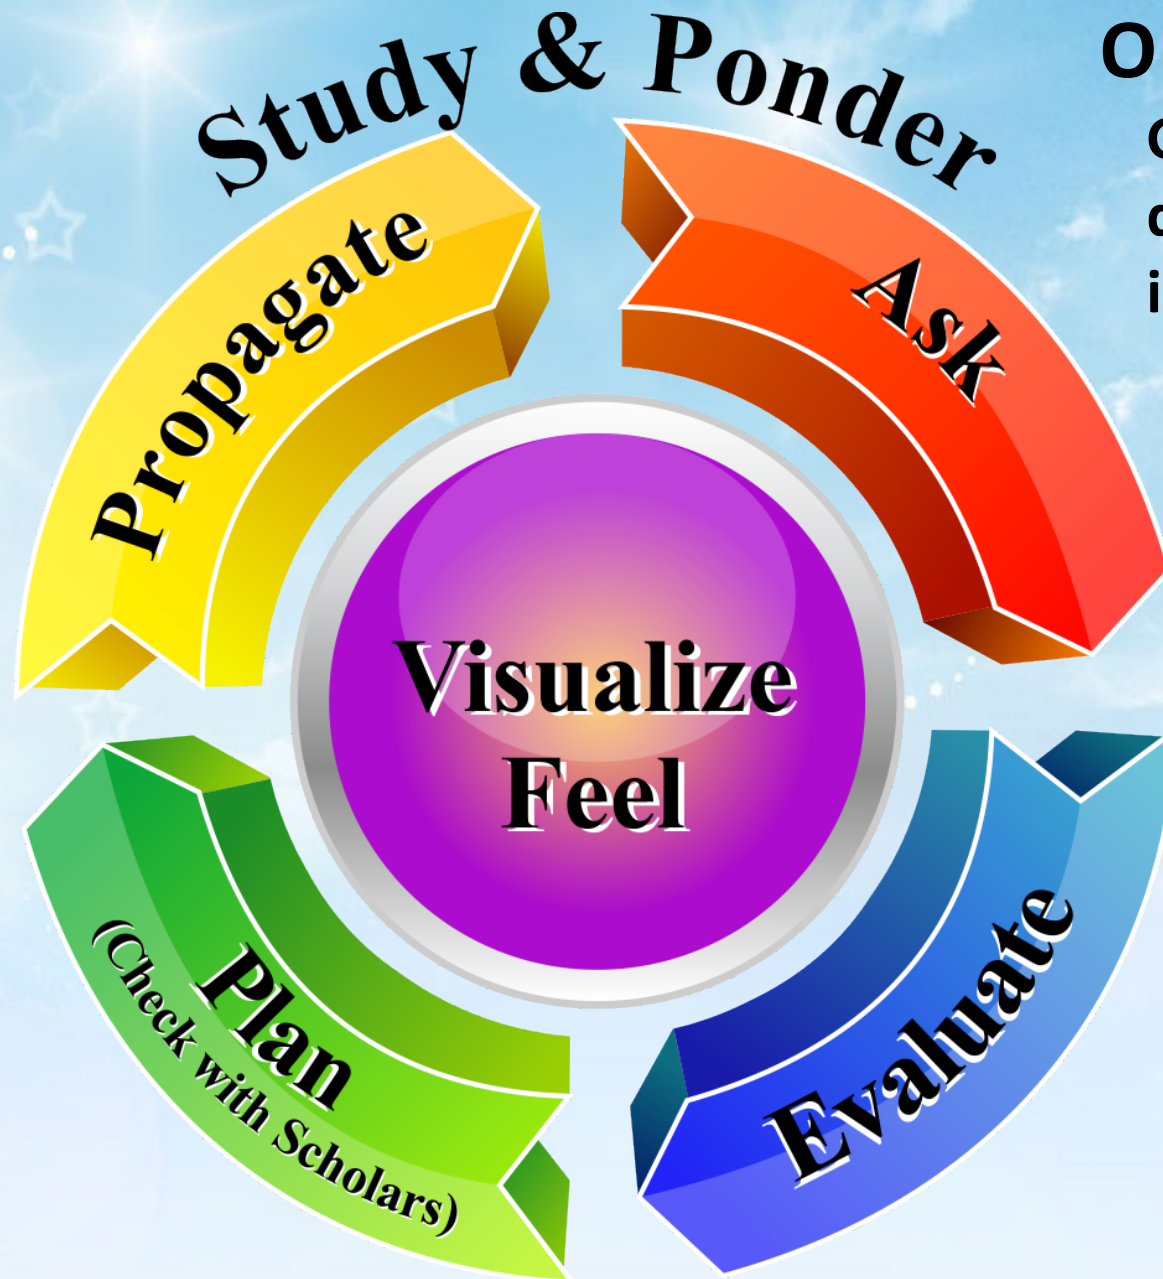 Study & Ponder
Propagate
Ask
Visualize
Feel
Plan
(Check with Scholars)
Evaluate